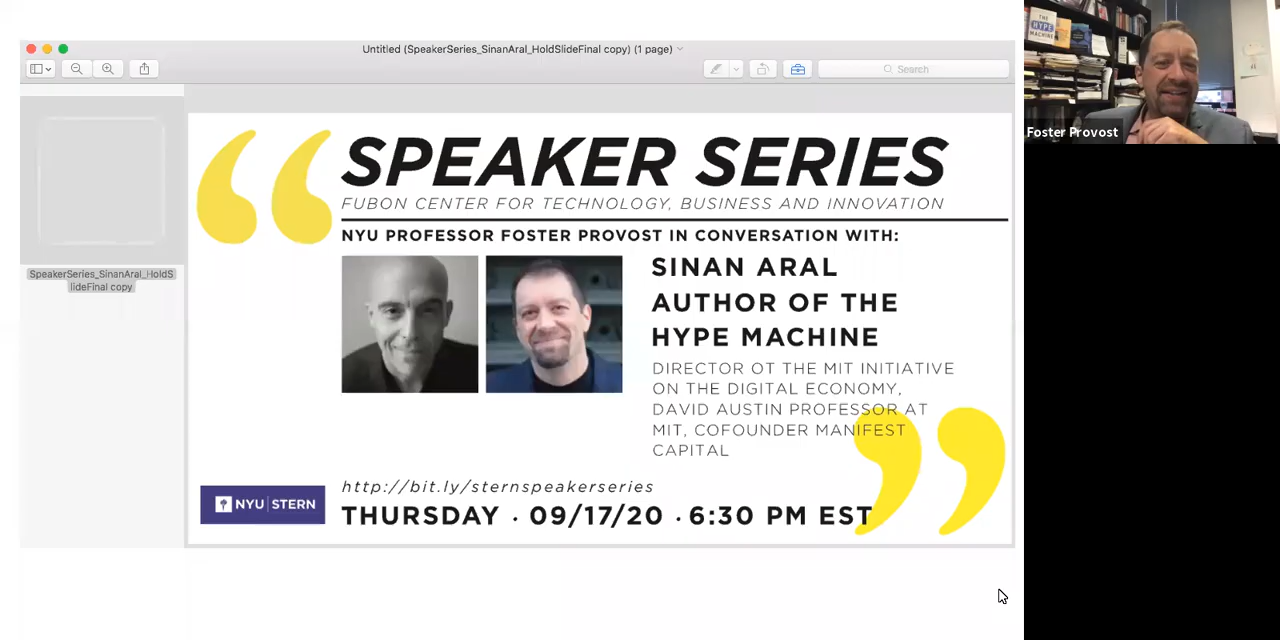 Untitled (SpeakerSeries_SinanAral_HoldSlideFinal copy) (1 page)
Search
SpeakerSeries_SinanAral_HoldS
lideFinal copy
SPEAKER SERIES
FUBON CENTER FOR TECHNOLOGY, BUSINESS AND INNOVATION
NYU PROFESSOR FOSTER PROVOST IN CONVERSATION WITH:
SINAN ARAL
AUTHOR OF THE
HYPE MACHINE
DIRECTOR OT THE MIT INITIATIVE
ON THE DIGITAL ECONOMY,
DAVID AUSTIN PROFESSOR AT
MIT, COFOUNDER MANIFEST
CAPITAL
http://bit.ly/sternspeakerseries
NYU | STERN
THURSDAY · 09/17/20 · 6:30 PM EST
THE
HYPE
MACHINE
Foster Provost